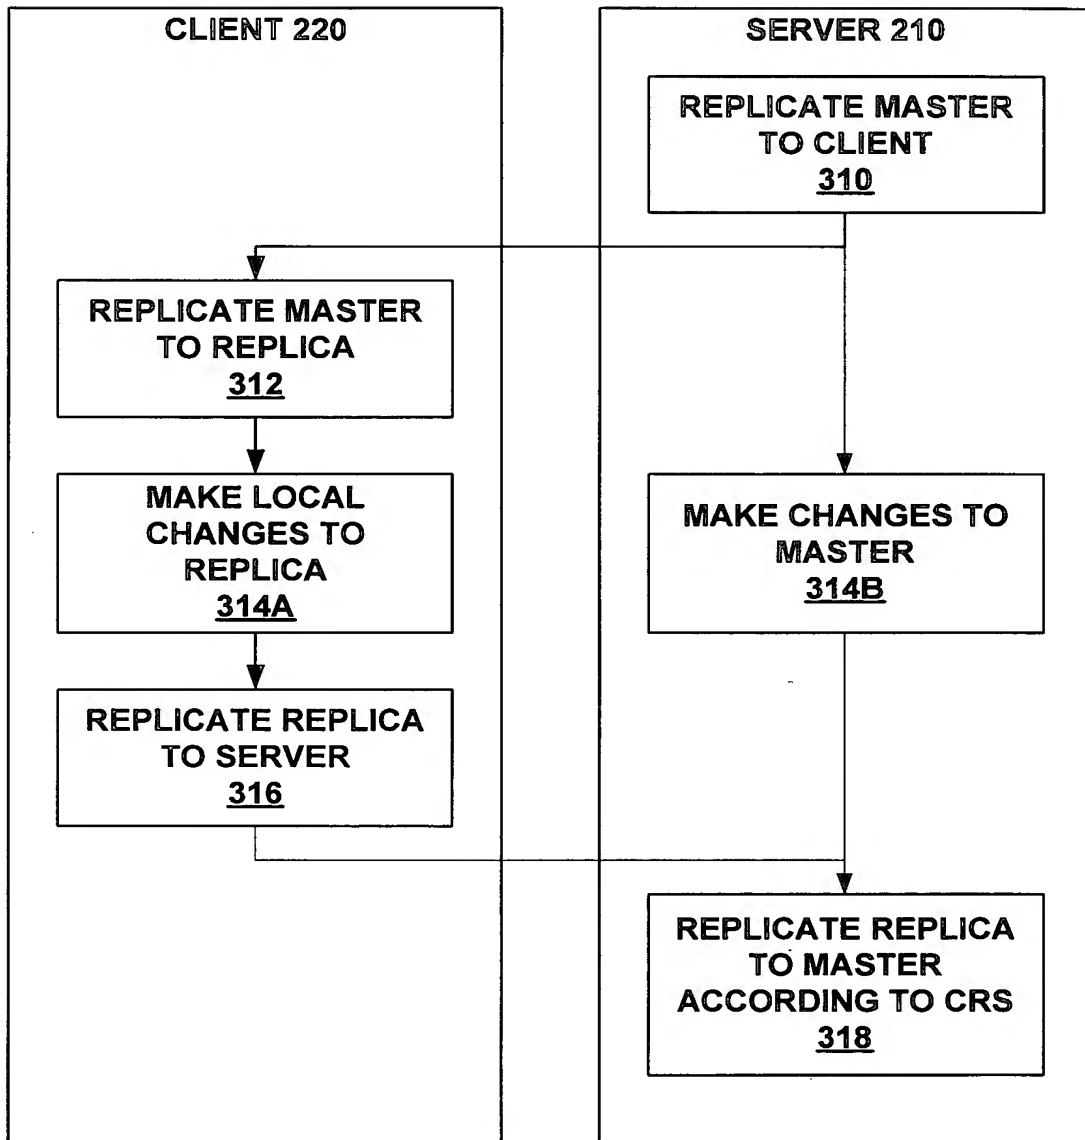 CLIENT 220
SERVER 210
REPLICATE MASTER
TO CLIENT
310
REPLICATE MASTER
TO REPLICA
312
MAKE LOCAL
CHANGES TO
REPLICA
314A
MAKE CHANGES TO
MASTER
314B
REPLICATE REPLICA
TO SERVER
316
REPLICATE REPLICA
TO MASTER
ACCORDING TO CRS
318